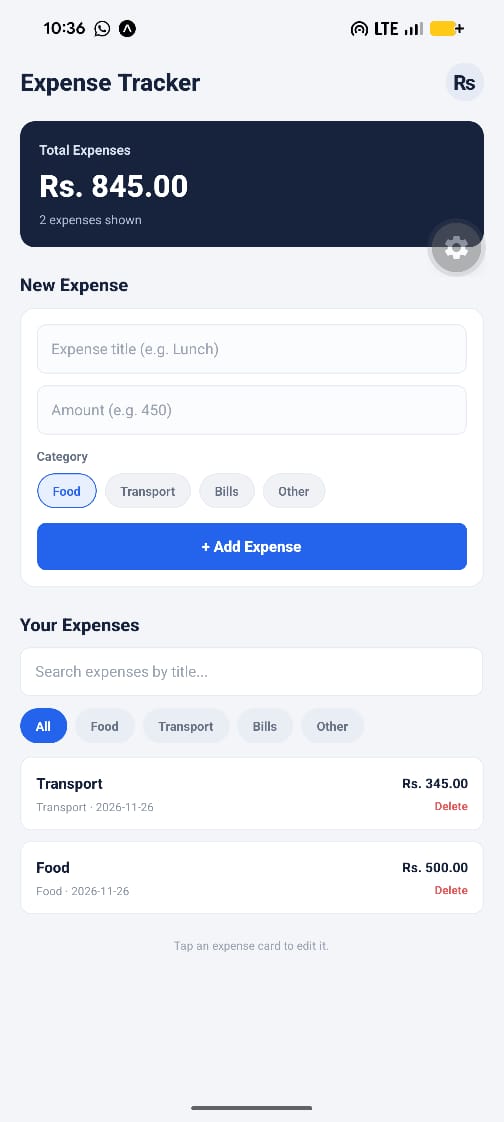 10:36 LTE
Expense Tracker Rs
Total Expenses
Rs. 845.00
2 expenses shown
New Expense
Expense title (e.g. Lunch)
Amount (e.g. 450)
Category
Food Transport Bills Other
+ Add Expense
Your Expenses
Search expenses by title...
All Food Transport Bills Other
Transport Rs. 345.00
Transport · 2026-11-26 Delete
Food Rs. 500.00
Food · 2026-11-26 Delete
Tap an expense card to edit it.